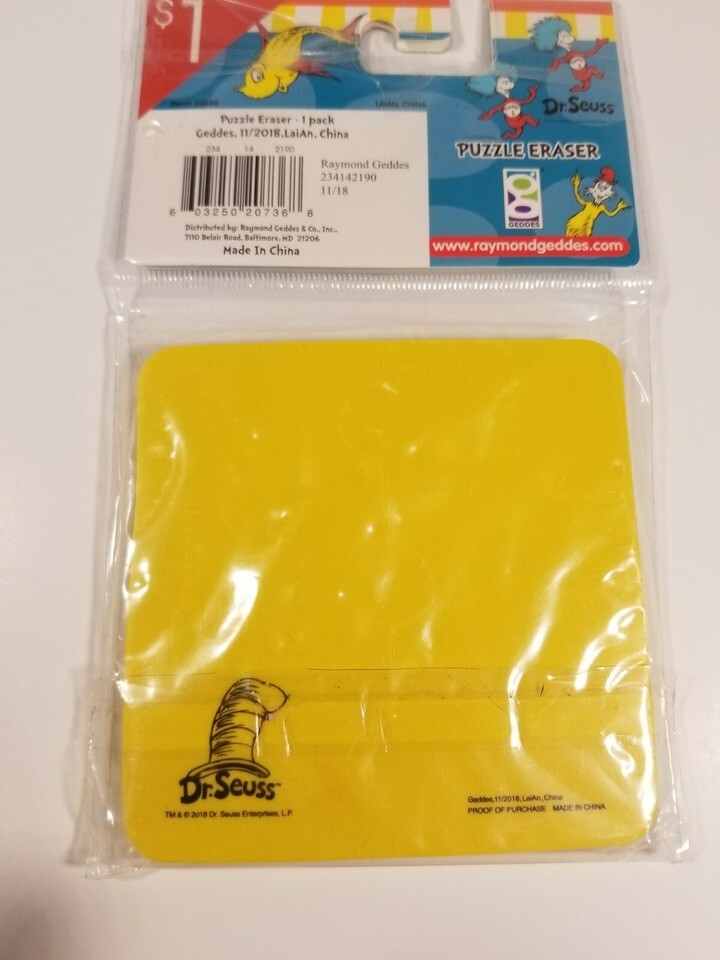 $1
LAIAN, CHINA
Dr. Seuss
Puzzle Eraser - 1 pack
Geddes, 11/2018,LaiAn, China
PUZZLE ERASER
234 14 2190
Raymond Geddes
234142190
11/18
6 03250 20736 8
GEDDES
Distributed by: Raymond Geddes & Co., Inc.,
7110 Belair Road, Baltimore, MD 21206
Made In China
www.raymondgeddes.com
Dr. Seuss™
TM & © 2018 Dr. Seuss Enterprises, L.P.
Geddes,11/2018, LaiAn ,China
PROOF OF PURCHASE MADE IN CHINA